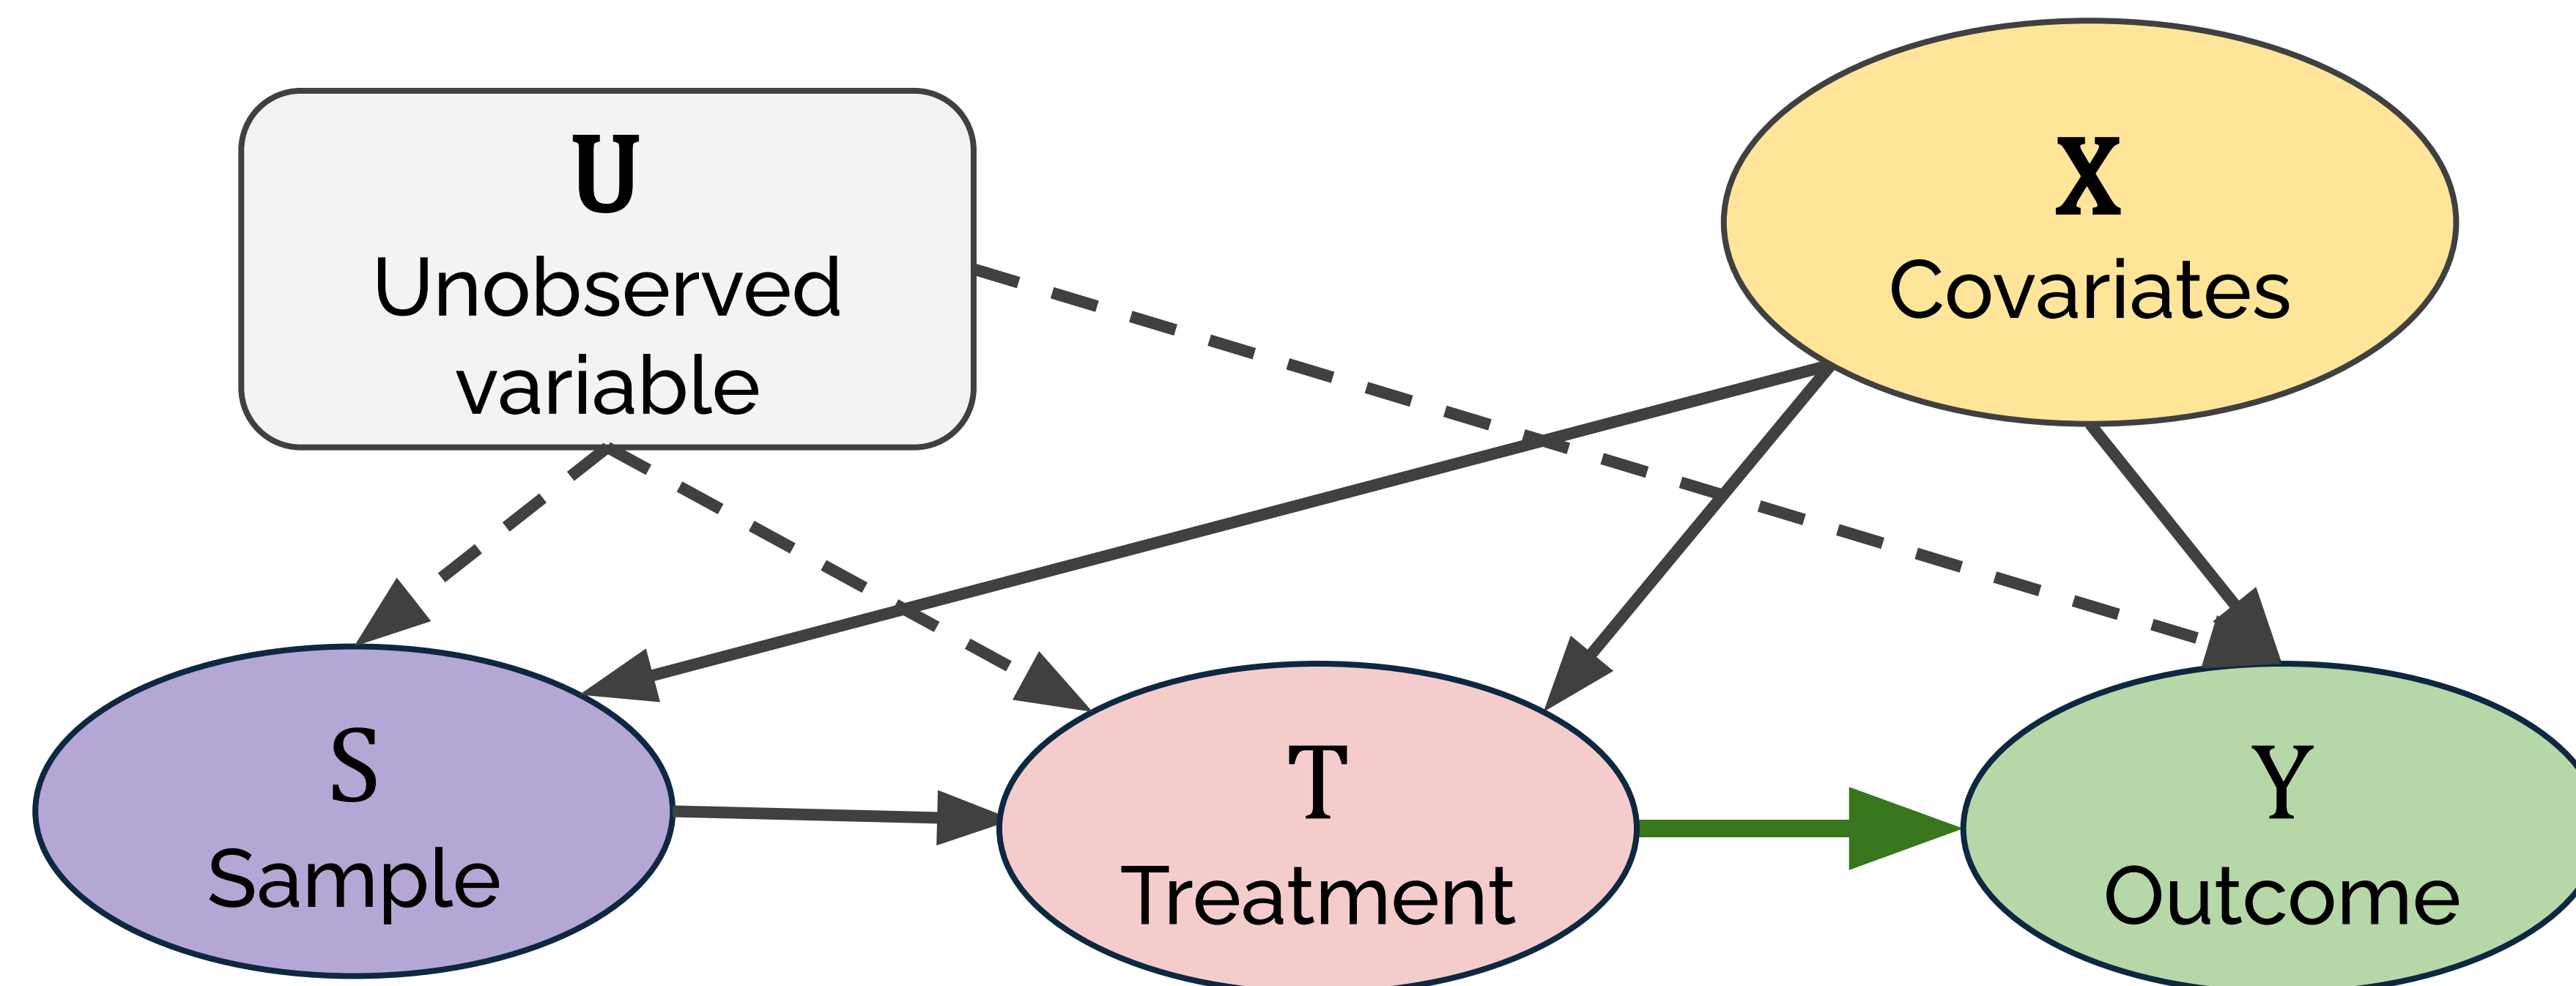 U
Unobserved
variable
X
Covariates
S
Sample
T
Treatment
Y
Outcome